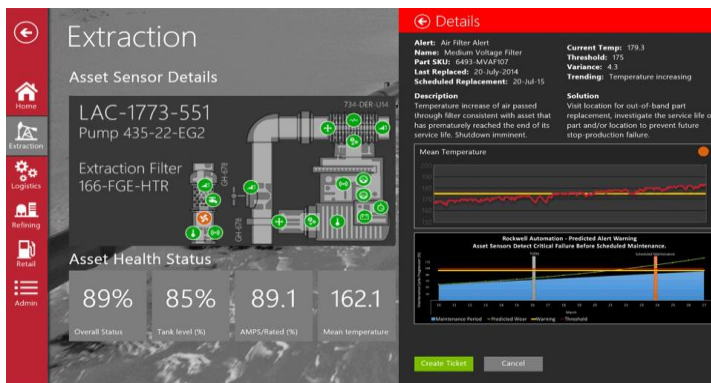 Extraction
Asset Sensor Details
LAC-1773-551
Pump 435-22-EG2
Extraction Filter
166-FGE-HTR
734-DER-U14
GH-678
GH-678
Home
Extraction
Logistics
Refining
Retail
Admin
Asset Health Status
89%
Overall Status
85%
Tank level (%)
89.1
AMPS/Rated (%)
162.1
Mean temperature
Details
Alert: Air Filter Alert
Name: Medium Voltage Filter
Part SKU: 6493-MVAF107
Last Replaced: 20-July-2014
Scheduled Replacement: 20-Jul-15
Current Temp: 179.3
Threshold: 175
Variance: 4.3
Trending: Temperature increasing
Description
Temperature increase of air passed
through filter consistent with asset that
has prematurely reached the end of its
service life. Shutdown imminent.
Solution
Visit location for out-of-band part
replacement, investigate the service life o
part and/or location to prevent future
stop-production failure.
Mean Temperature
Rockwell Automation - Predicted Alert Warning
Asset Sensors Detect Critical Failure Before Scheduled Maintenance.
Today
Scheduled Maintenance
March
Maintenance Period
Predicted Wear
Warning
Threshold
Create Ticket
Cancel